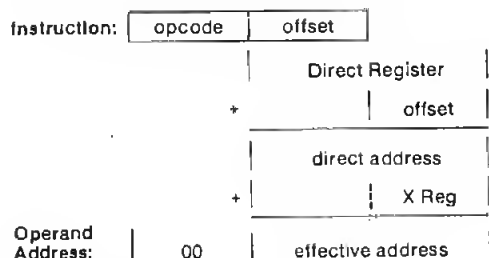 Instruction: opcode offset
Direct Register
+ offset
direct address
+ X Reg
Operand
Address: 00 effective address